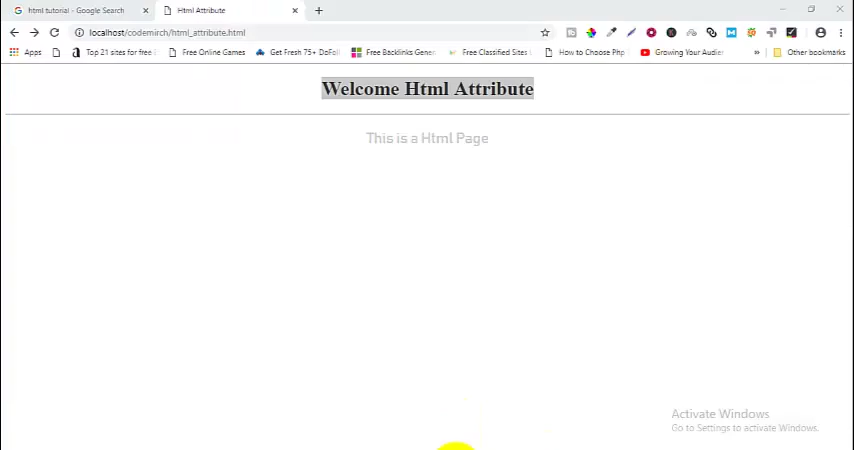 html tutorial - Google Search
Html Attribute
localhost/codemirch/html_attribute.html
Apps
Top 21 sites for free i
Free Online Games
Get Fresh 75+ DoFoll
Free Backlinks Gener
Free Classified Sites
How to Choose Php
Growing Your Audien
»
Other bookmarks
Welcome Html Attribute
This is a Html Page
Activate Windows
Go to Settings to activate Windows.